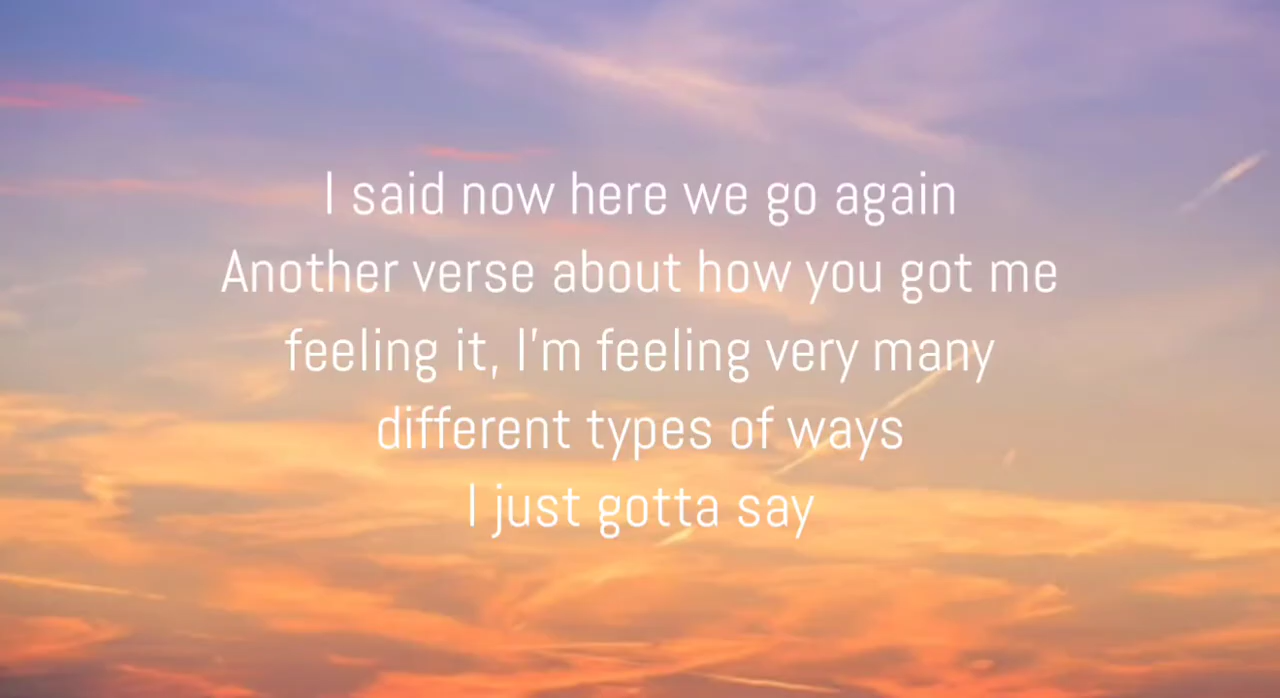 I said now here we go again
Another verse about how you got me
feeling it, I'm feeling very many
different types of ways
I just gotta say